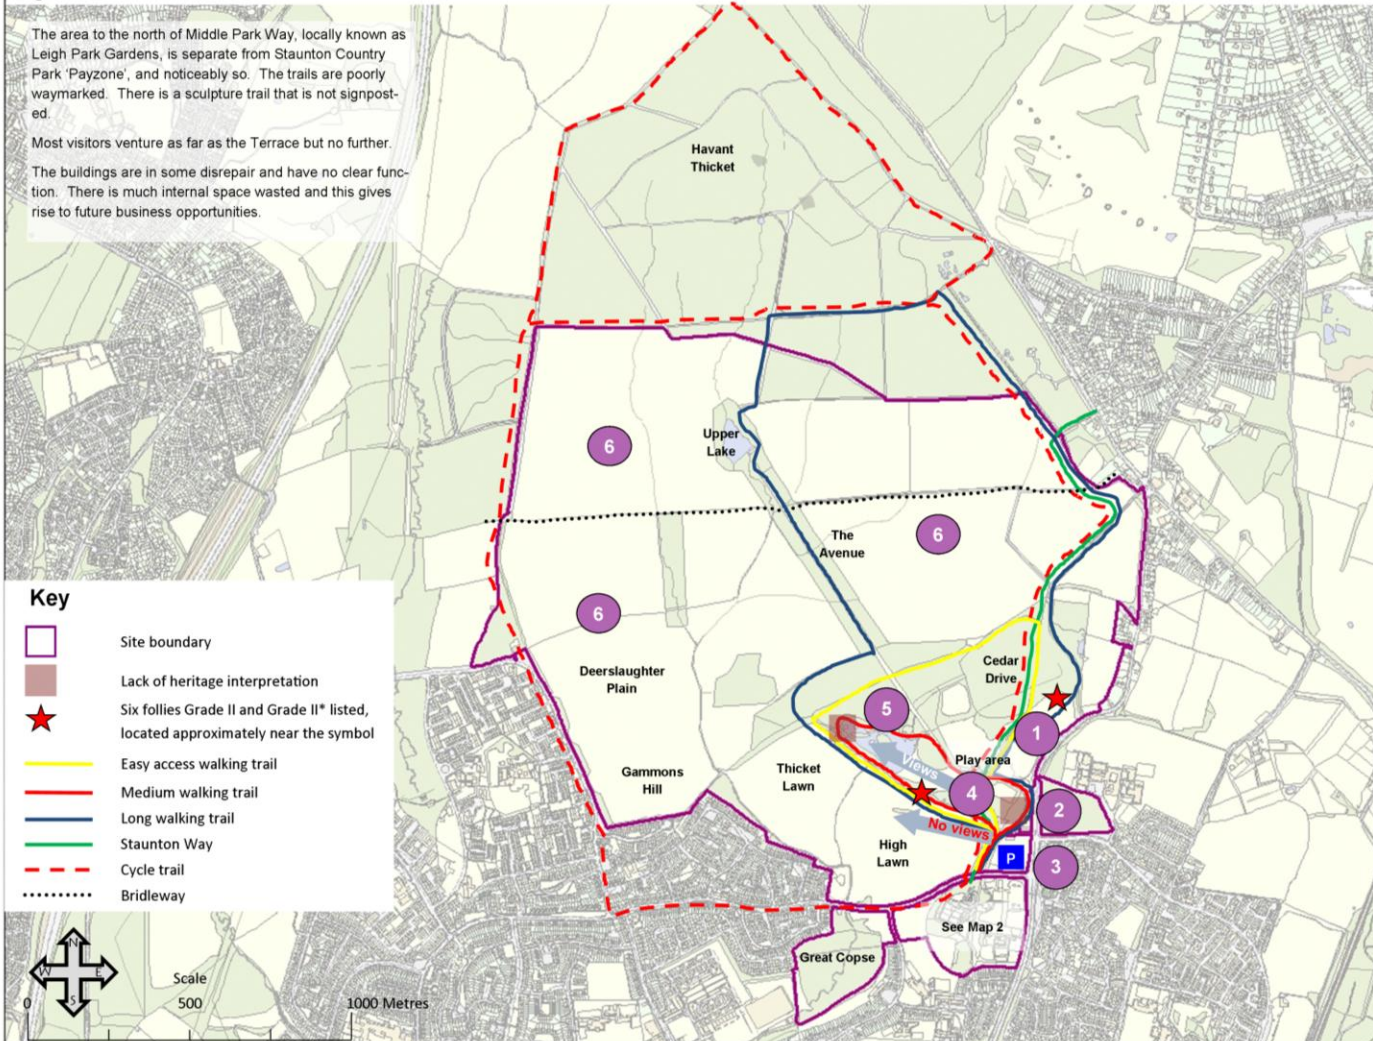 The area to the north of Middle Park Way, locally known as
Leigh Park Gardens, is separate from Staunton Country
Park 'Payzone', and noticeably so. The trails are poorly
waymarked. There is a sculpture trail that is not signpost-
ed.
Most visitors venture as far as the Terrace but no further.
The buildings are in some disrepair and have no clear func-
tion. There is much internal space wasted and this gives
rise to future business opportunities.
Havant
Thicket
Upper
Lake
6
6
The
Avenue
6
Deerslaughter
Plain
Cedar
Drive
5
1
Play area
Views
Gammons
Hill
Thicket
Lawn
4
2
No views
High
Lawn
P
3
See Map 2
Great Copse
Key
Site boundary
Lack of heritage interpretation
Six follies Grade II and Grade II* listed,
located approximately near the symbol
Easy access walking trail
Medium walking trail
Long walking trail
Staunton Way
Cycle trail
Bridleway
N
W E
S
Scale
0 500 1000 Metres